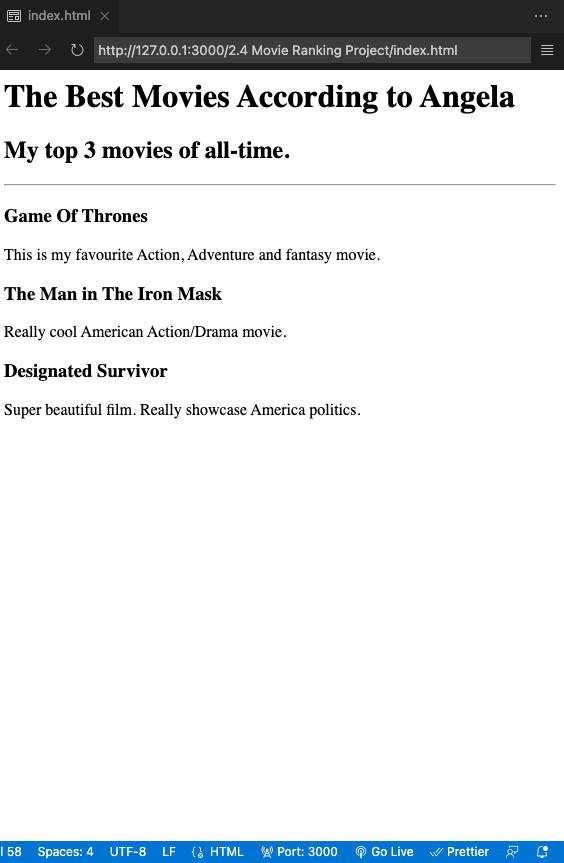 index.html
http://127.0.0.1:3000/2.4 Movie Ranking Project/index.html
The Best Movies According to Angela
My top 3 movies of all-time.
Game Of Thrones
This is my favourite Action, Adventure and fantasy movie.
The Man in The Iron Mask
Really cool American Action/Drama movie.
Designated Survivor
Super beautiful film. Really showcase America politics.
l 58 Spaces: 4 UTF-8 LF HTML Port: 3000 Go Live Prettier